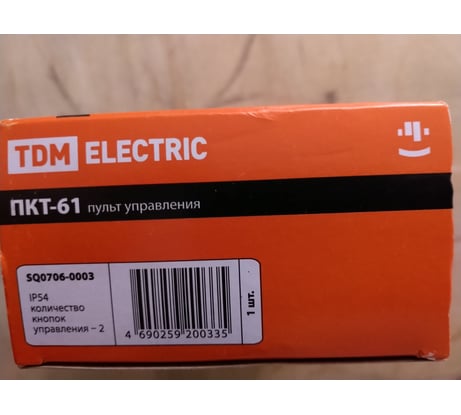 TDM ELECTRIC
ПКТ-61 пульт управления
SQ0706-0003
IP54
количество
кнопок
управления – 2
4 690259 200335
1 шт.